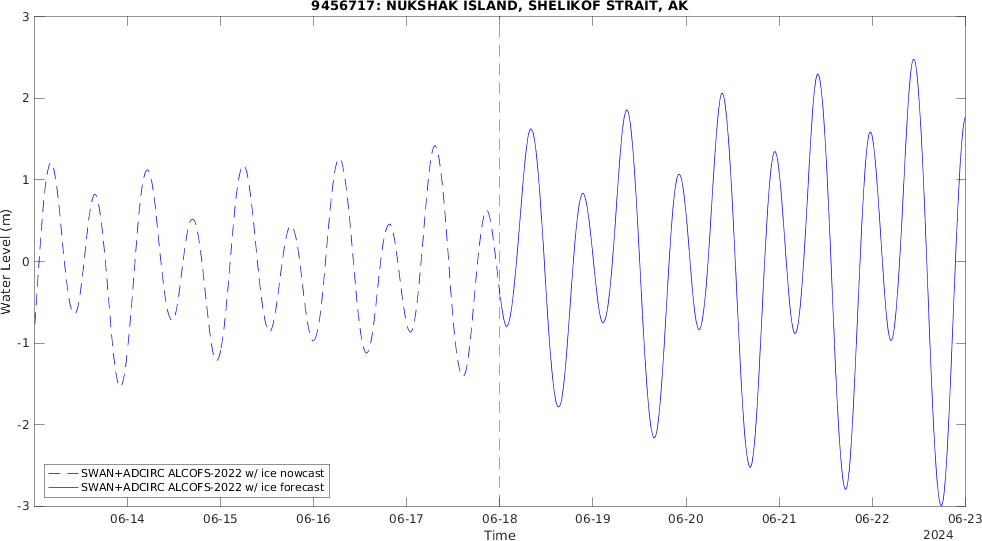 9456717: NUKSHAK ISLAND, SHELIKOF STRAIT, AK
3
2
1
0
-1
-2
-3
Water Level (m)
SWAN+ADCIRC ALCOFS-2022 w/ ice nowcast
SWAN+ADCIRC ALCOFS-2022 w/ ice forecast
06-14 06-15 06-16 06-17 06-18 06-19 06-20 06-21 06-22 06-23
Time
2024